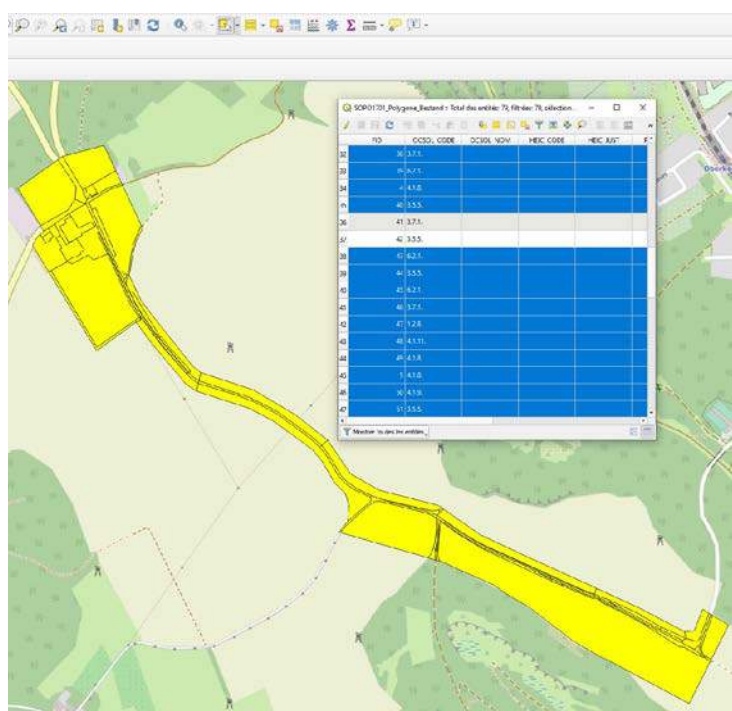 SOPO1701_Polygone_Bestand :: Total des entités: 79, filtrées: 79, sélection...
OCSOL_CODE OCSOL_NOM HEIC_CODE HEIC_JUST
32 3.7.1.
33 6.2.1.
34 4 4.1.8.
40 3.5.5.
36 41 3.7.1.
37 42 3.5.5.
38 43 6.2.1.
39 44 3.5.5.
40 45 6.2.1.
41 46 3.7.1.
42 47 1.2.8.
43 48 4.1.11.
44 49 4.1.8.
45 5 4.1.8.
46 50 4.1.8.
47 51 3.5.5.
Montrer toutes les entités